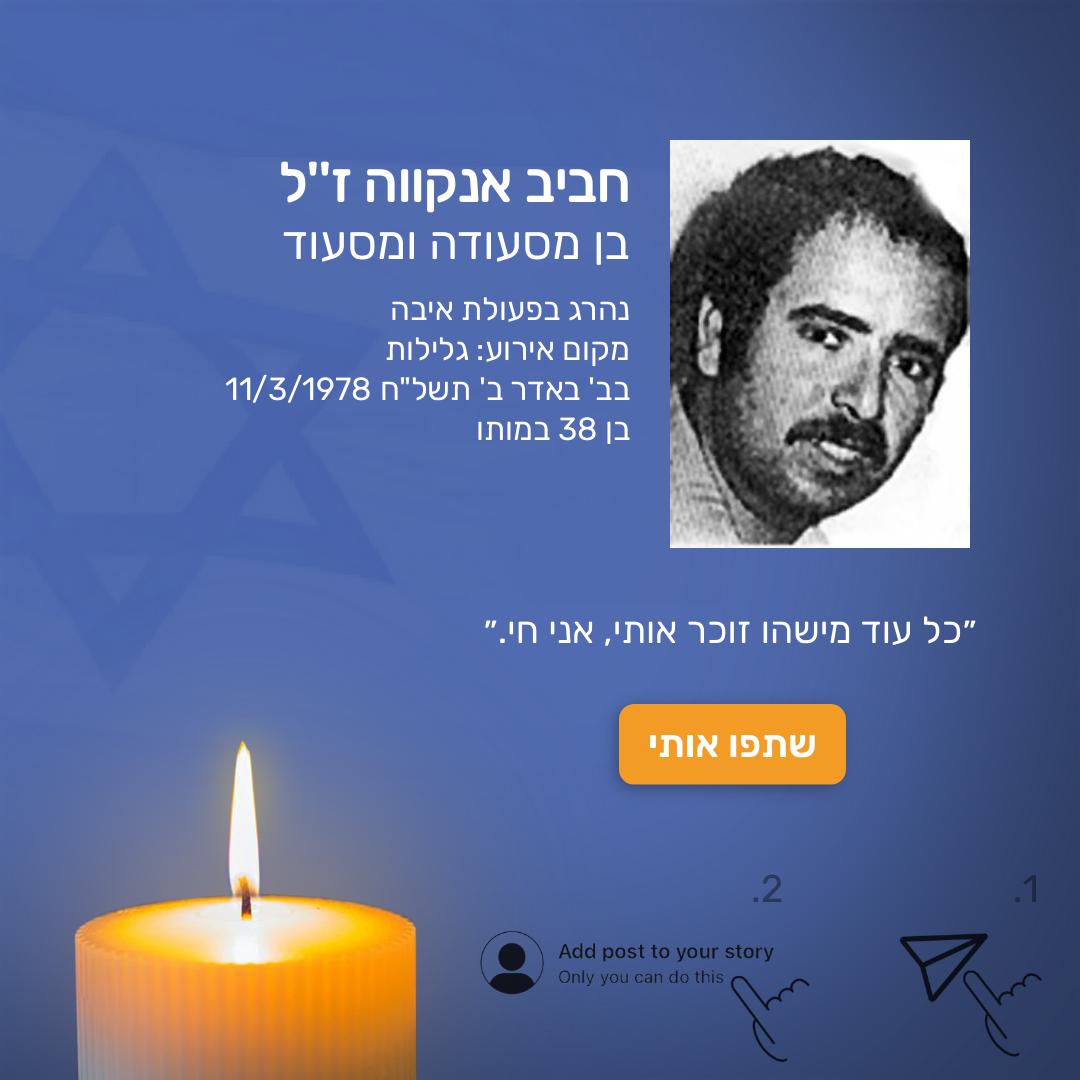 חביב אנקווה ז"ל
בן מסעודה ומסעוד
נהרג בפעולת איבה
מקום אירוע: גלילות
בב' באדר ב' תשל"ח 11/3/1978
בן 38 במותו
״כל עוד מישהו זוכר אותי, אני חי.״
שתפו אותי
.1
.2
Add post to your story
Only you can do this